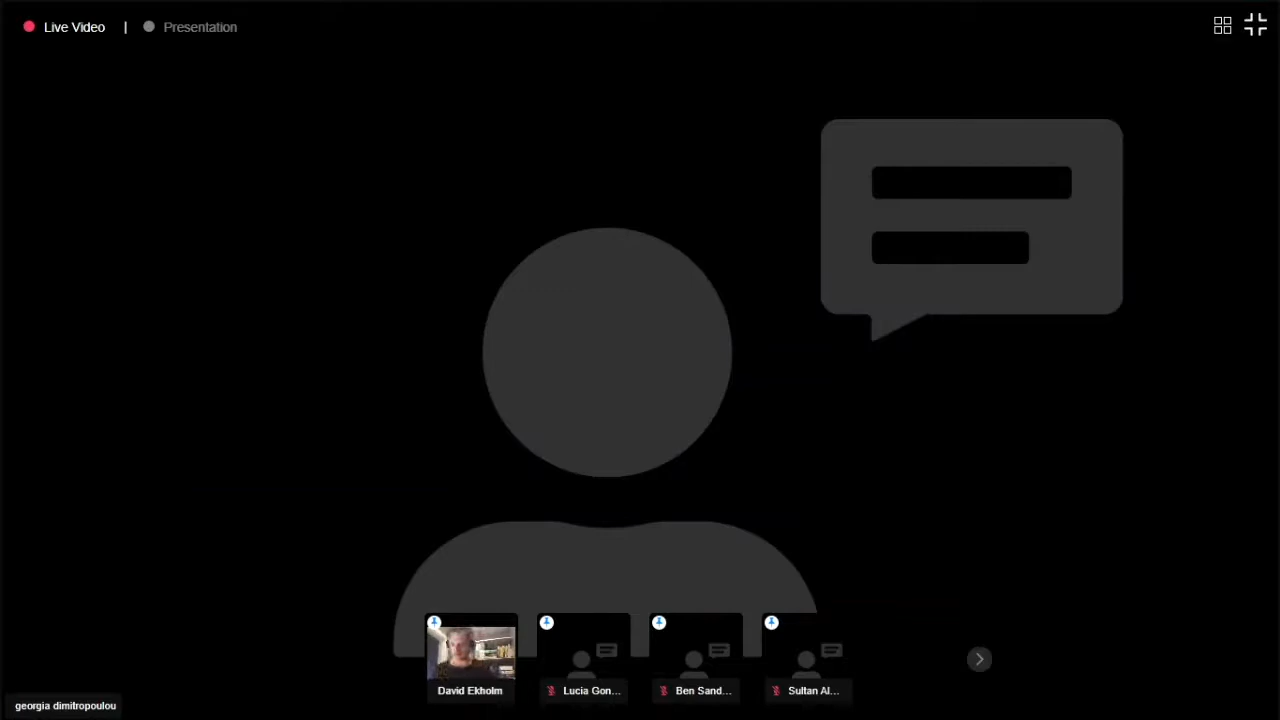 Live Video | Presentation
David Ekholm
Lucia Gon...
Ben Sand...
Sultan Al...
georgia dimitropoulou